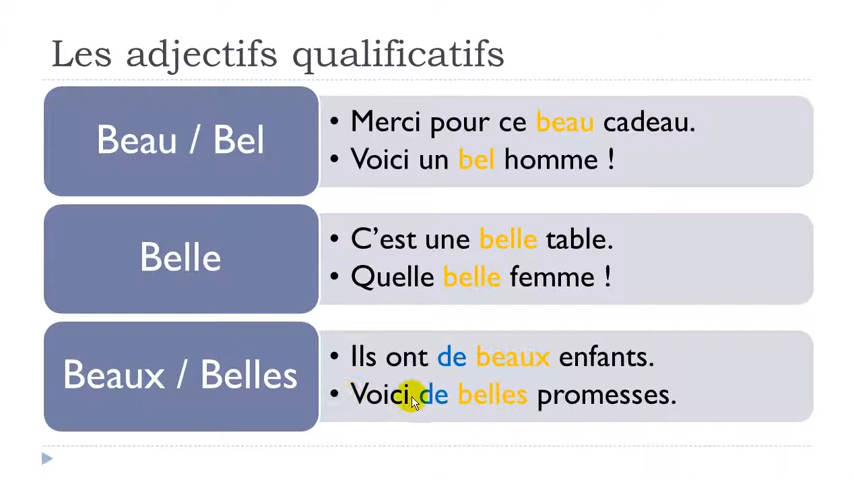 Les adjectifs qualificatifs
Beau / Bel
• Merci pour ce beau cadeau.
• Voici un bel homme !
Belle
• C’est une belle table.
• Quelle belle femme !
Beaux / Belles
• Ils ont de beaux enfants.
• Voici de belles promesses.